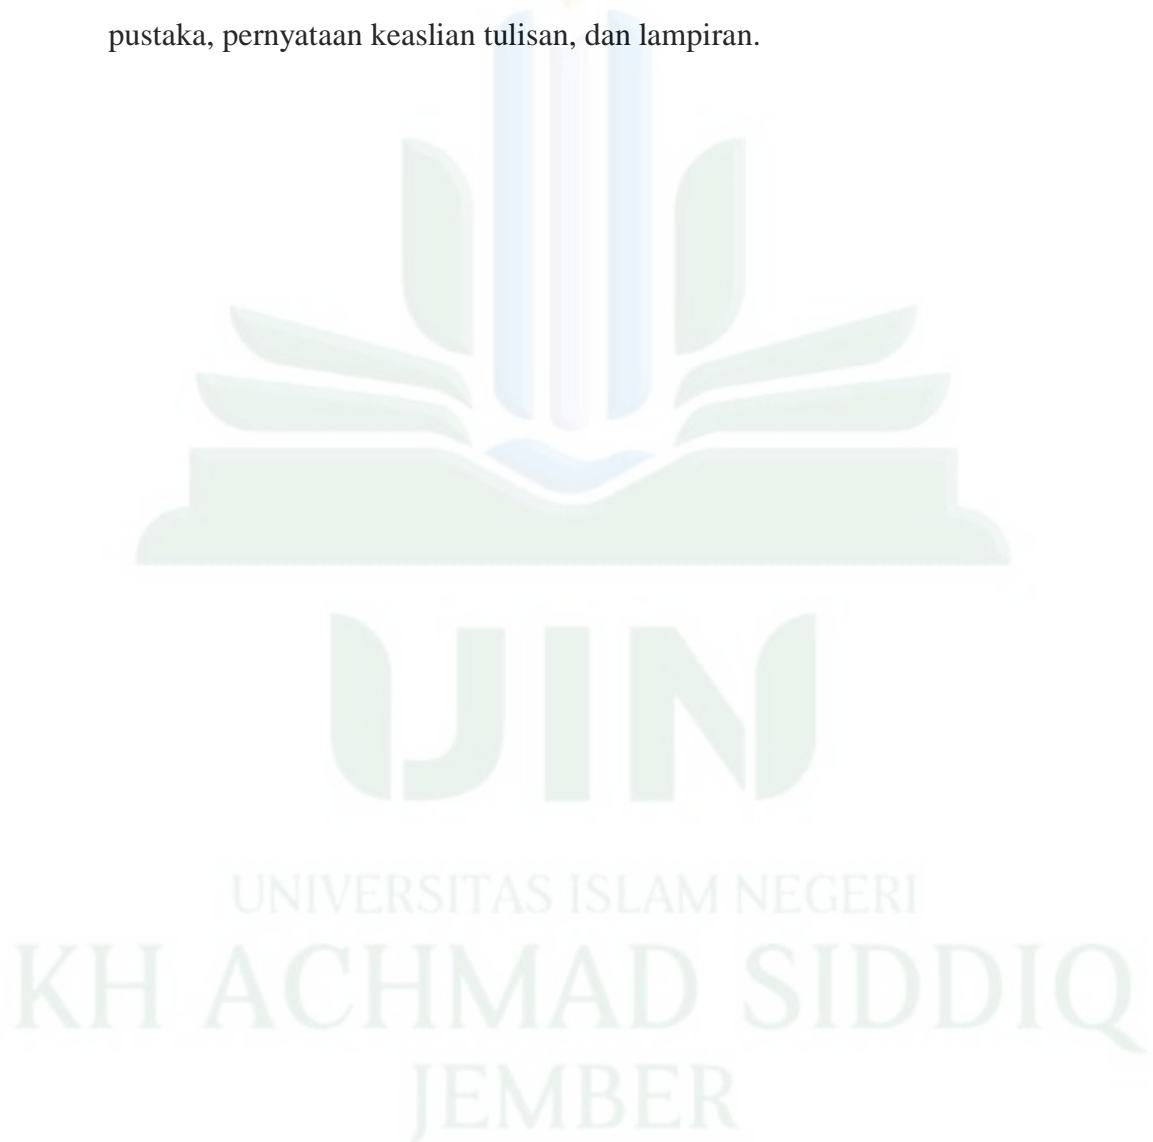 pustaka, pernyataan keaslian tulisan, dan lampiran.
UIN
UNIVERSITAS ISLAM NEGERI
KH ACHMAD SIDDIQ
JEMBER